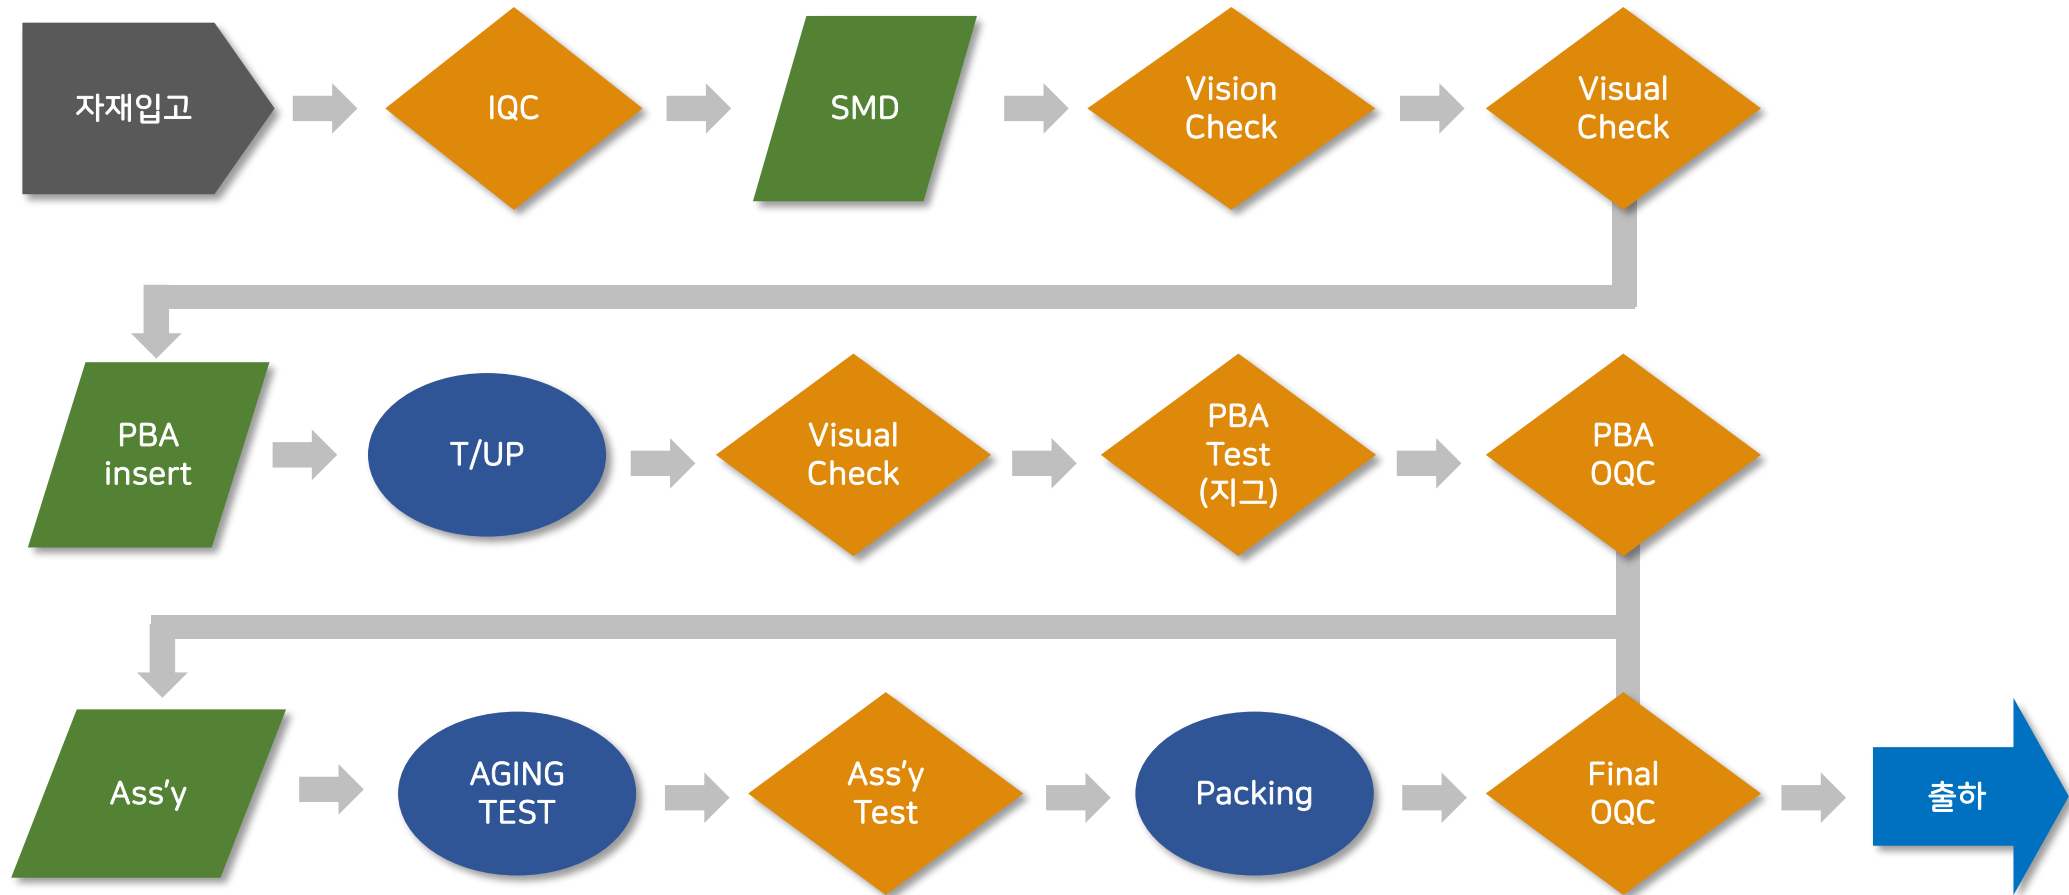 자재입고
IQC
SMD
Vision
Check
Visual
Check
PBA
insert
T/UP
Visual
Check
PBA
Test
(지그)
PBA
OQC
Ass'y
AGING
TEST
Ass'y
Test
Packing
Final
OQC
출하